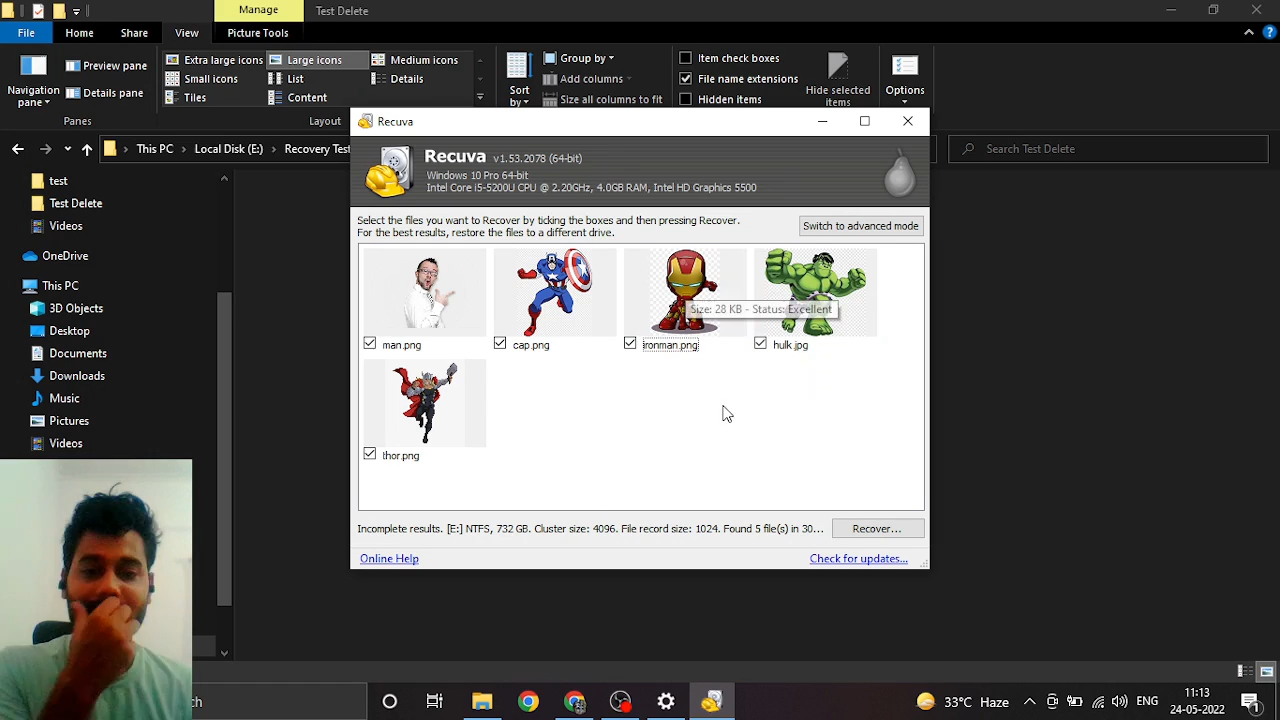 Manage
Test Delete
File
Home
Share
View
Picture Tools
Extra large icons
Large icons
Medium icons
Small icons
List
Details
Tiles
Content
Preview pane
Details pane
Navigation
pane
Panes
Layout
Sort
by
Group by
Add columns
Size all columns to fit
Item check boxes
File name extensions
Hidden items
Hide selected
items
Options
This PC
Local Disk (E:)
Recovery Test
Search Test Delete
test
Test Delete
Videos
OneDrive
This PC
3D Objects
Desktop
Documents
Downloads
Music
Pictures
Videos
Recuva
Recuva v1.53.2078 (64-bit)
Windows 10 Pro 64-bit
Intel Core i5-5200U CPU @ 2.20GHz, 4.0GB RAM, Intel HD Graphics 5500
Select the files you want to Recover by ticking the boxes and then pressing Recover.
For the best results, restore the files to a different drive.
Switch to advanced mode
Size: 28 KB - Status: Excellent
man.png
cap.png
ironman.png
hulk.jpg
thor.png
Incomplete results. [E:] NTFS, 732 GB. Cluster size: 4096. File record size: 1024. Found 5 file(s) in 30...
Recover...
Online Help
Check for updates...
33°C Haze
ENG
11:13
24-05-2022